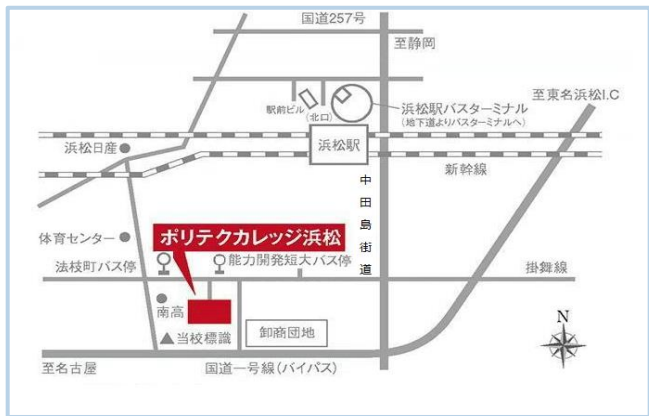 国道257号
至静岡
至東名浜松I.C
駅前ビル
(北口)
浜松駅バスターミナル
(地下道よりバスターミナルへ)
浜松日産
浜松駅
新幹線
中田島街道
体育センター
ポリテクカレッジ浜松
法枝町バス停
能力開発短大バス停
掛舞線
南高
当校標識
卸商団地
N
至名古屋
国道一号線(バイパス)